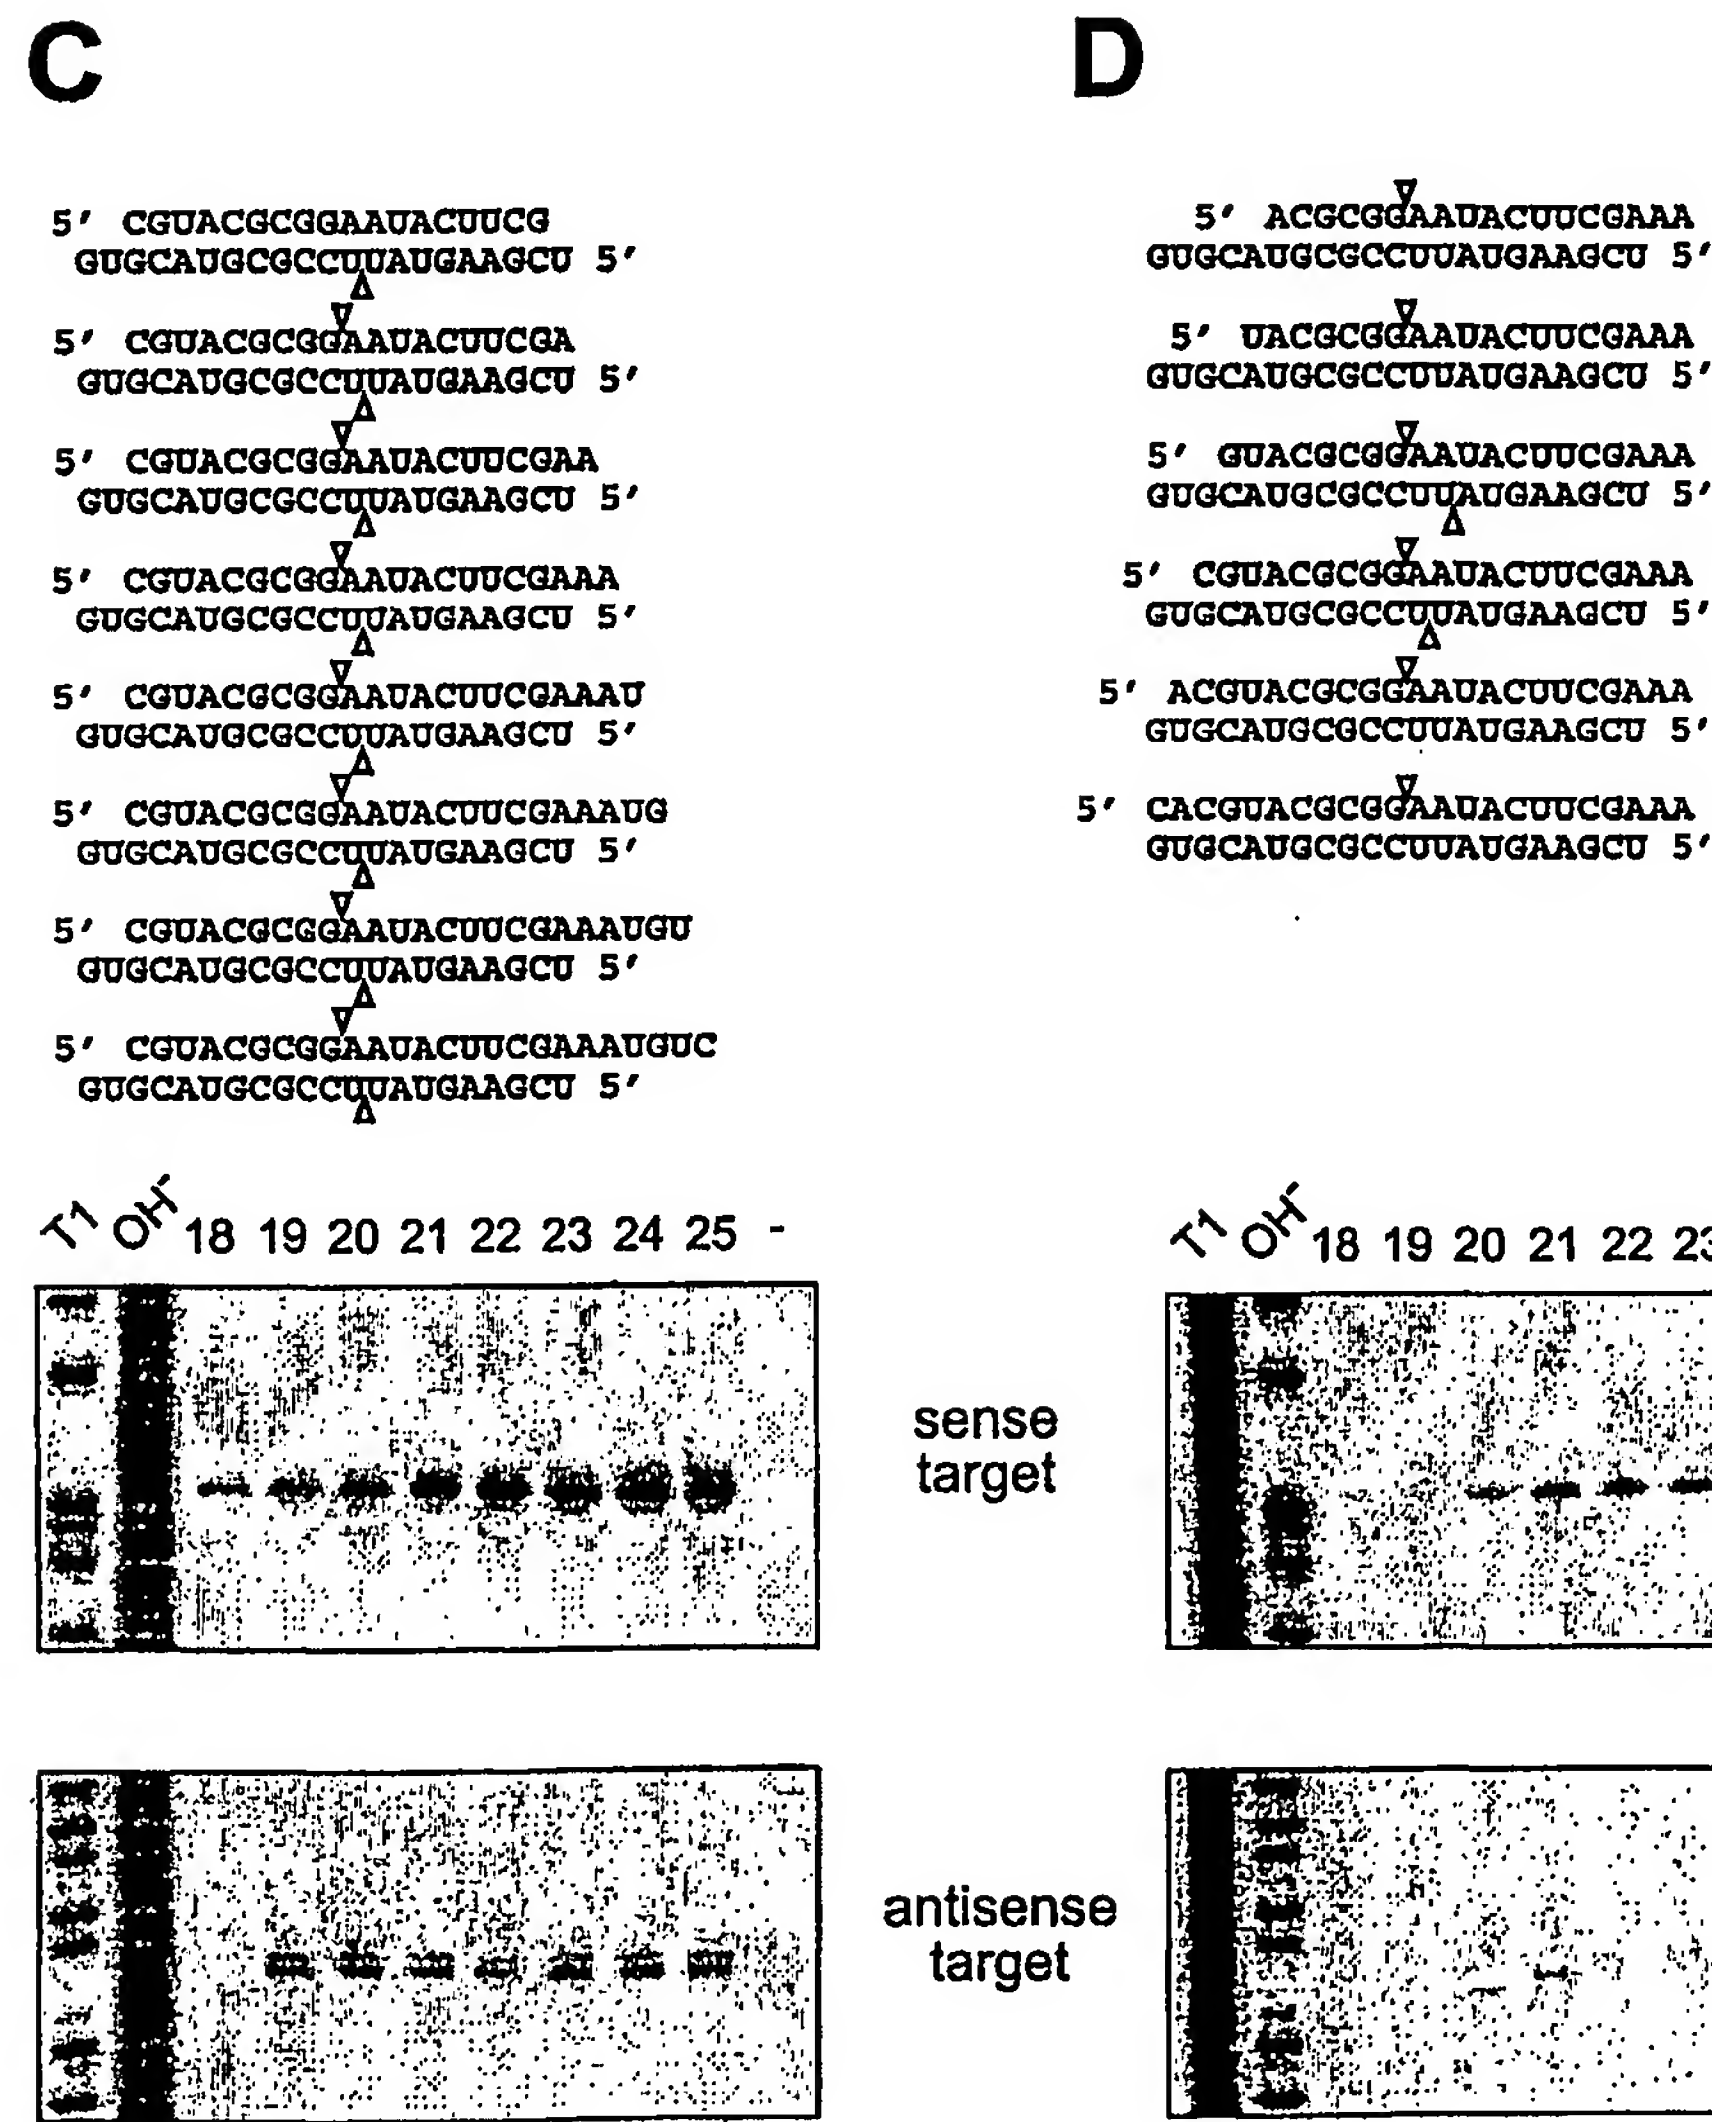 C
5′ CGUACGCGGAAUACUUCG
GUGCAUGCGCCUUAUGAAGCU 5′
5′ CGUACGCGGAAUACUUCGA
GUGCAUGCGCCUUAUGAAGCU 5′
5′ CGUACGCGGAAUACUUCGAA
GUGCAUGCGCCUUAUGAAGCU 5′
5′ CGUACGCGGAAUACUUCGAAA
GUGCAUGCGCCUUAUGAAGCU 5′
5′ CGUACGCGGAAUACUUCGAAAU
GUGCAUGCGCCUUAUGAAGCU 5′
5′ CGUACGCGGAAUACUUCGAAAUG
GUGCAUGCGCCUUAUGAAGCU 5′
5′ CGUACGCGGAAUACUUCGAAAUGU
GUGCAUGCGCCUUAUGAAGCU 5′
5′ CGUACGCGGAAUACUUCGAAAUGUC
GUGCAUGCGCCUUAUGAAGCU 5′
T1 OH⁻ 18 19 20 21 22 23 24 25 -
D
5′ ACGCGGAAUACUUCGAAA
GUGCAUGCGCCUUAUGAAGCU 5′
5′ UACGCGGAAUACUUCGAAA
GUGCAUGCGCCUUAUGAAGCU 5′
5′ GUACGCGGAAUACUUCGAAA
GUGCAUGCGCCUUAUGAAGCU 5′
5′ CGUACGCGGAAUACUUCGAAA
GUGCAUGCGCCUUAUGAAGCU 5′
5′ ACGUACGCGGAAUACUUCGAAA
GUGCAUGCGCCUUAUGAAGCU 5′
5′ CACGUACGCGGAAUACUUCGAAA
GUGCAUGCGCCUUAUGAAGCU 5′
T1 OH⁻ 18 19 20 21 22 23
sense
target
antisense
target